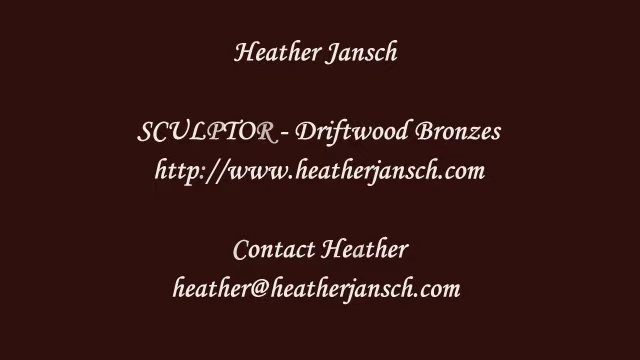 Heather Jansch
SCULPTOR - Driftwood Bronzes
http://www.heatherjansch.com
Contact Heather
heather@heatherjansch.com